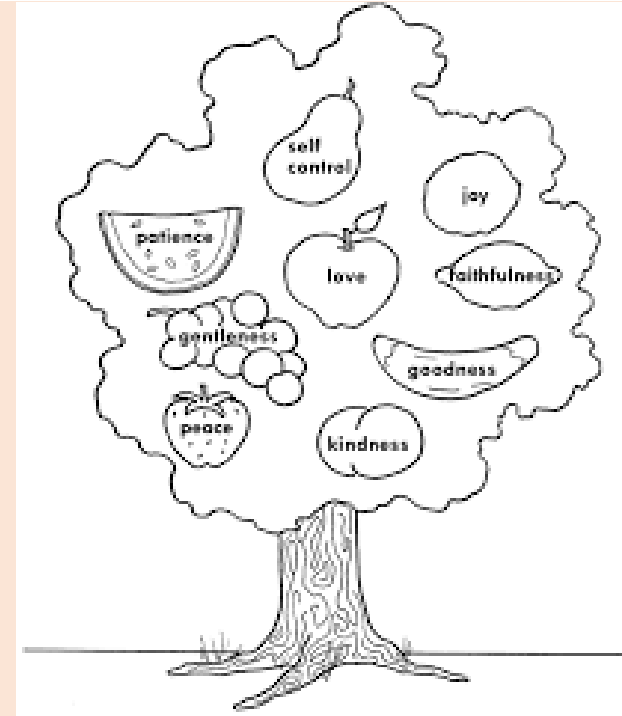 self
control
joy
patience
love
faithfulness
gentleness
goodness
peace
kindness